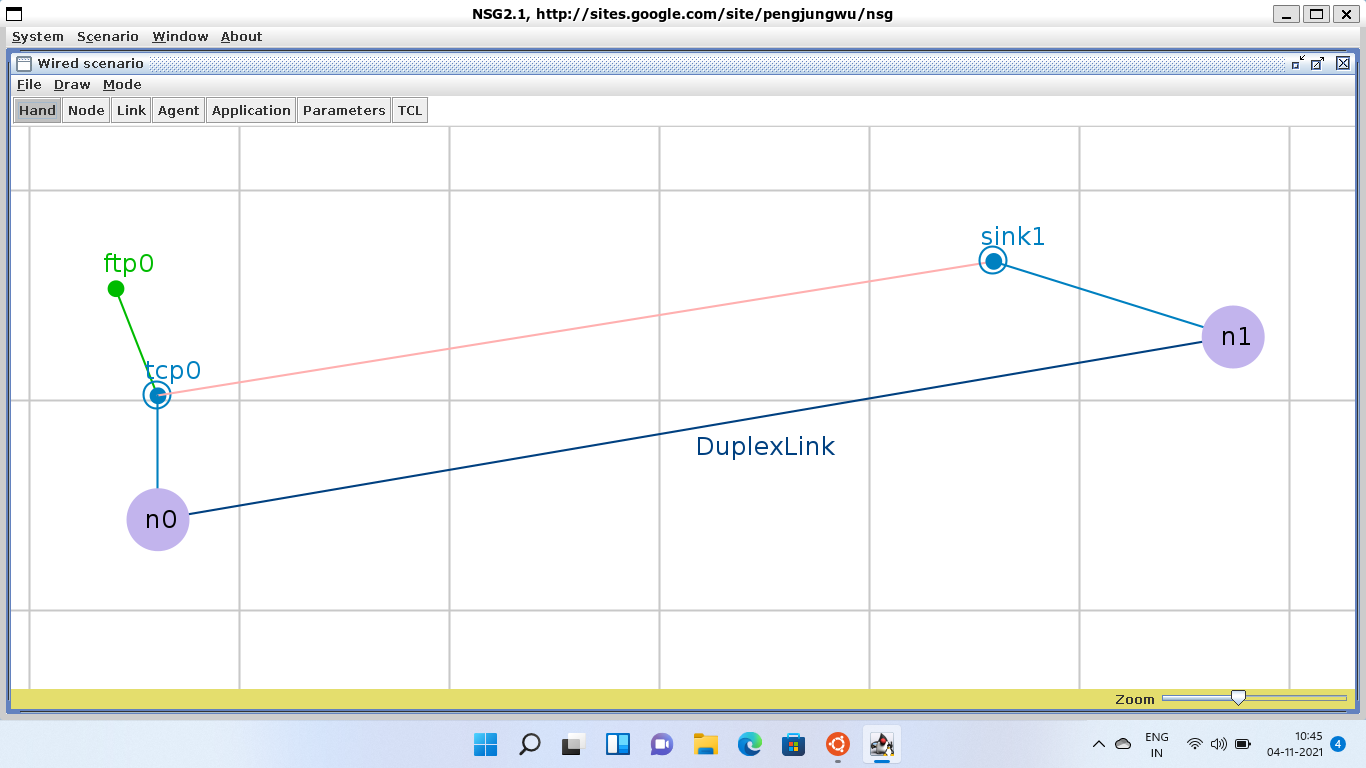 NSG2.1, http://sites.google.com/site/pengjungwu/nsg
System Scenario Window About
Wired scenario
File Draw Mode
Hand Node Link Agent Application Parameters TCL
sink1
ftp0
n1
tcp0
DuplexLink
n0
Zoom
ENG
IN
10:45
04-11-2021
4